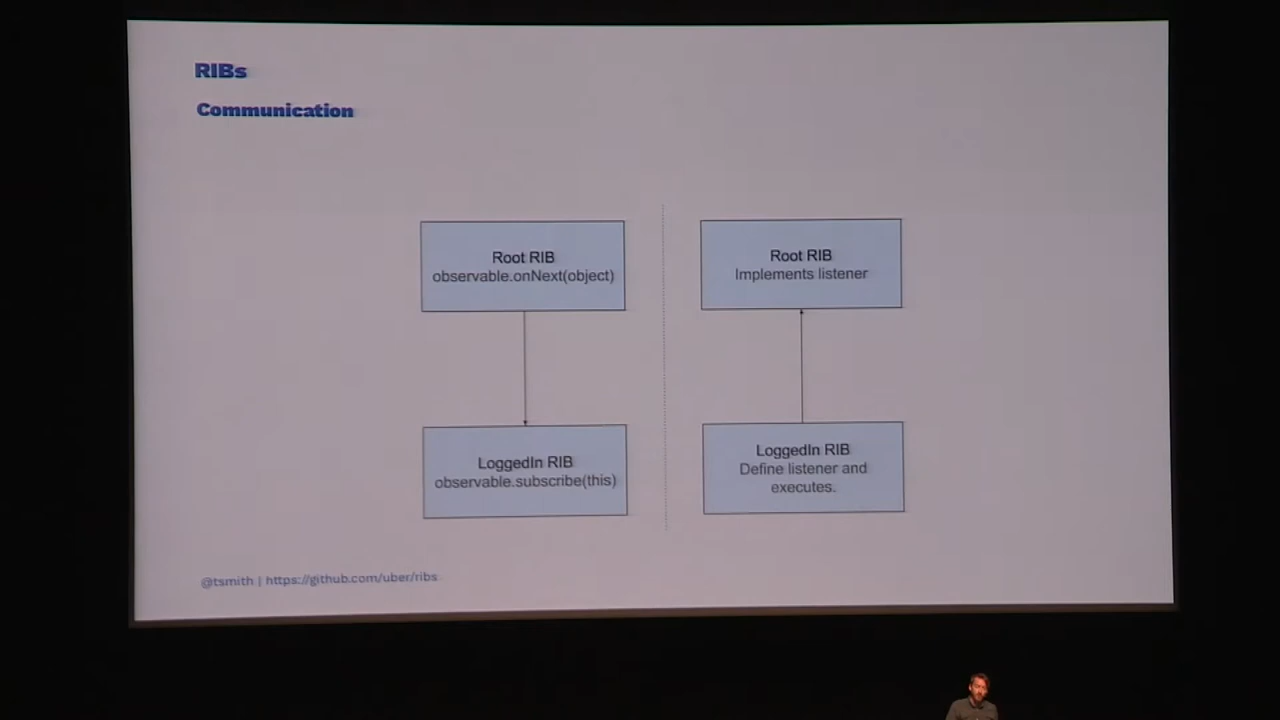 RIBs
Communication
Root RIB
observable.onNext(object)
LoggedIn RIB
observable.subscribe(this)
Root RIB
Implements listener
LoggedIn RIB
Define listener and
executes.
@tsmith | https://github.com/uber/ribs